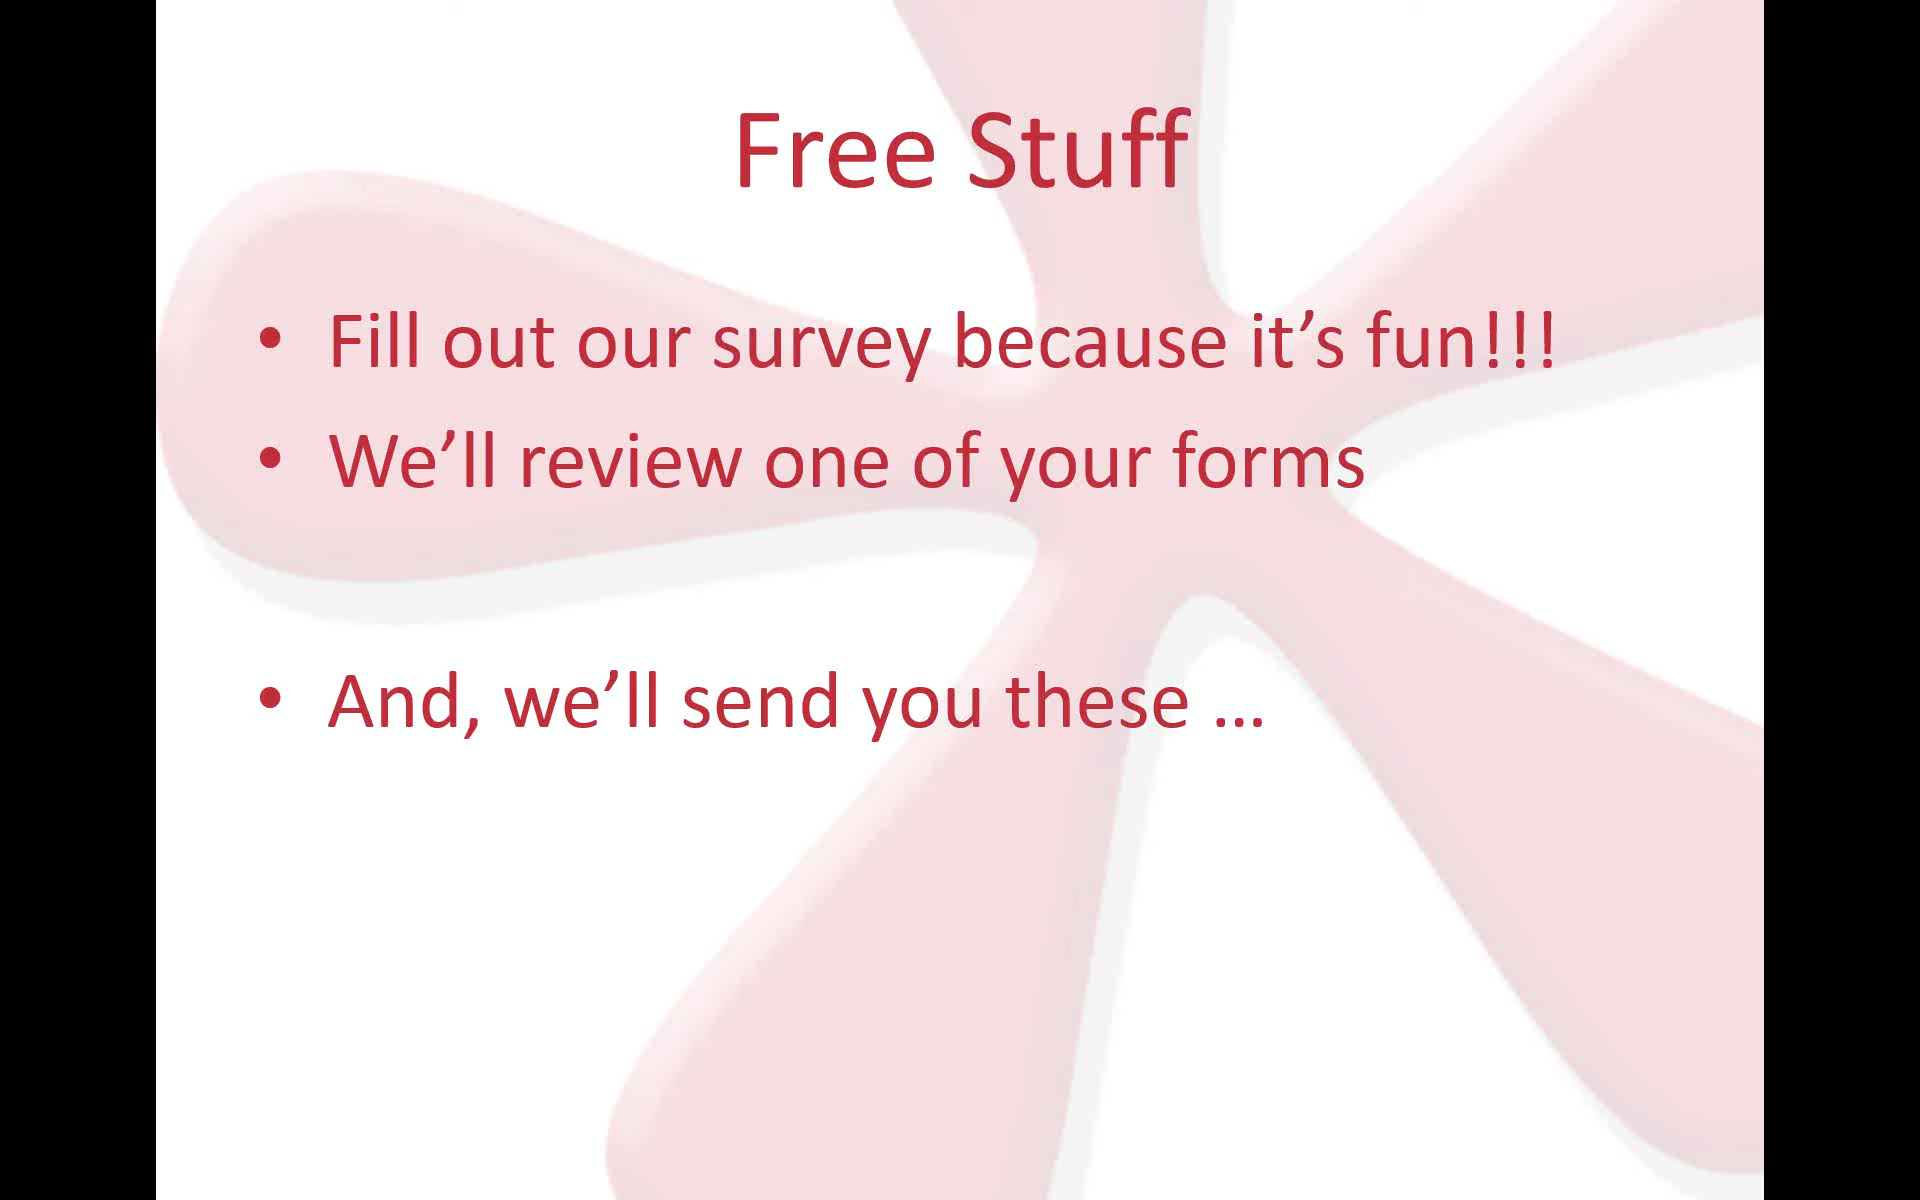 Free Stuff
• Fill out our survey because it’s fun!!!
• We’ll review one of your forms
• And, we’ll send you these …